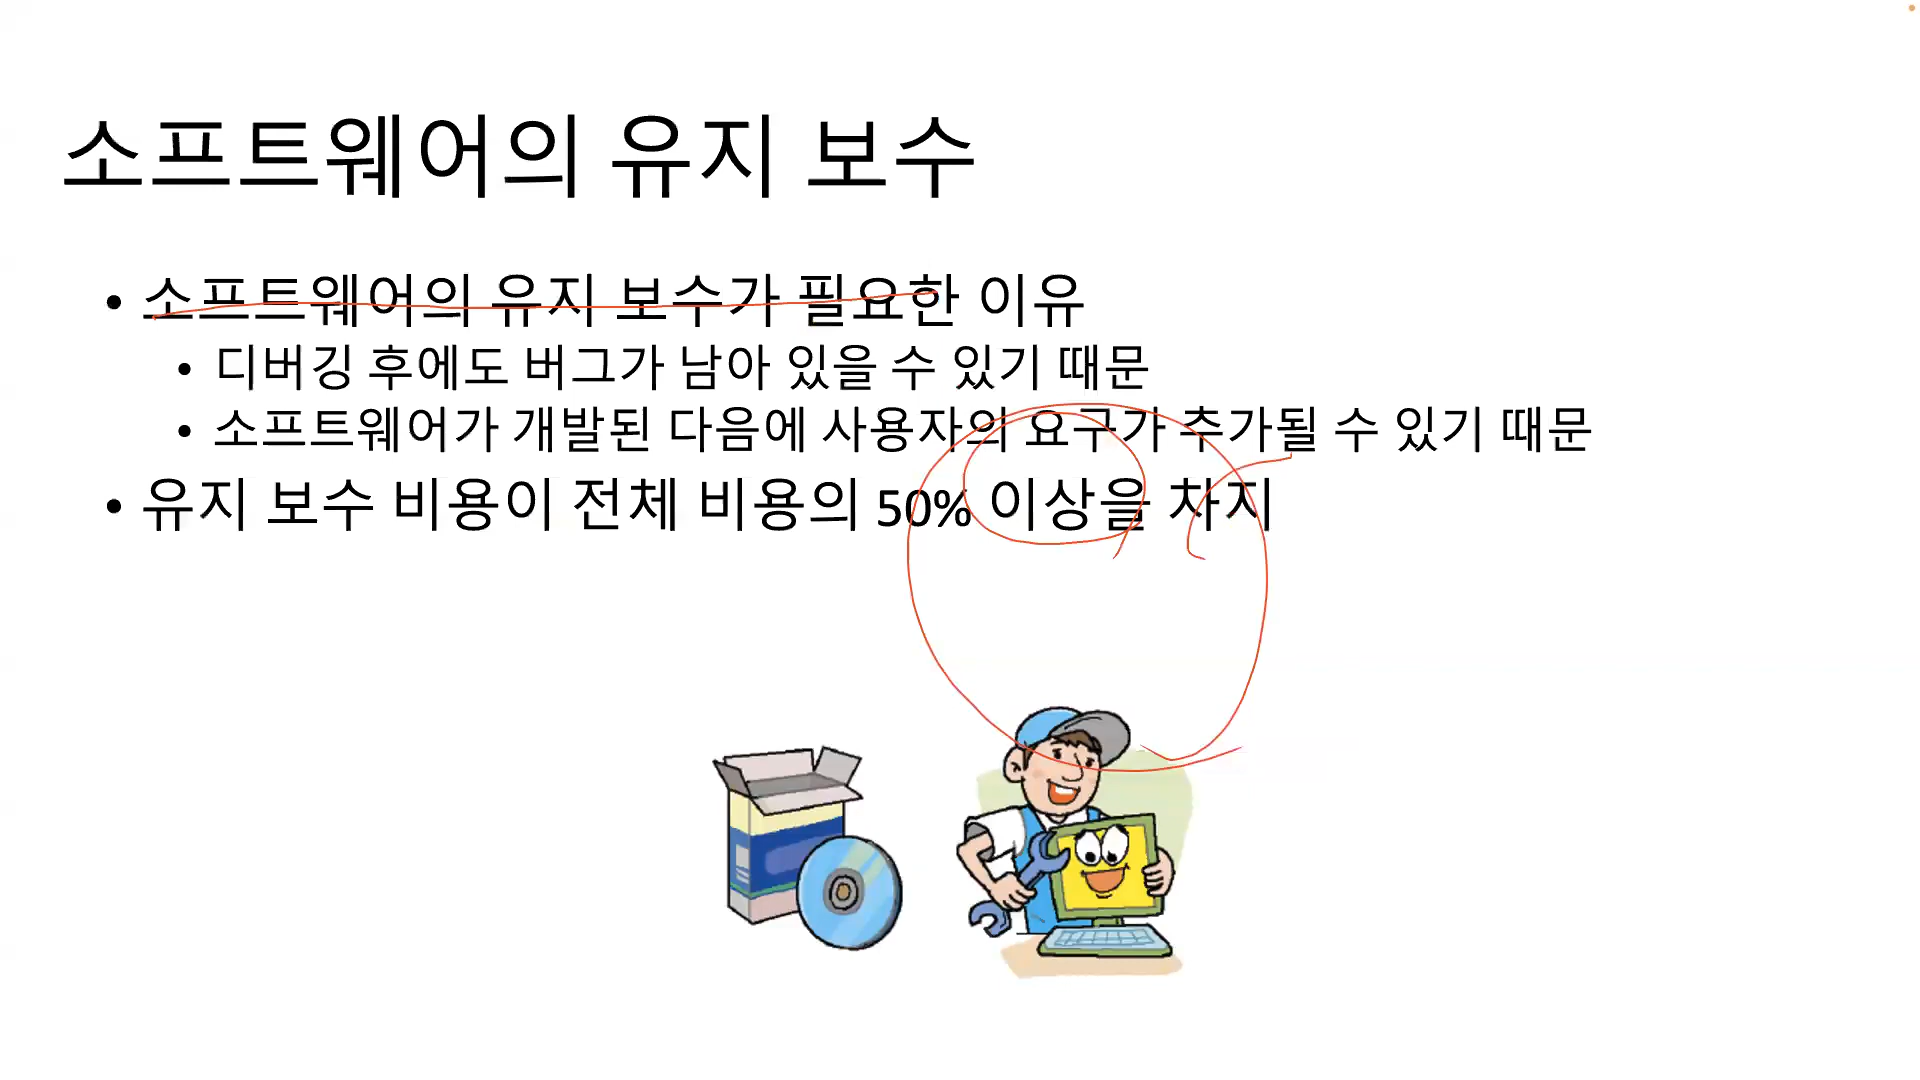 소프트웨어의 유지 보수
• 소프트웨어의 유지 보수가 필요한 이유
• 디버깅 후에도 버그가 남아 있을 수 있기 때문
• 소프트웨어가 개발된 다음에 사용자의 요구가 추가될 수 있기 때문
• 유지 보수 비용이 전체 비용의 50% 이상을 차지